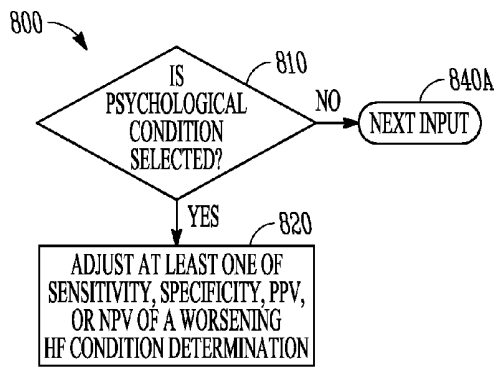 800
810
IS
PSYCHOLOGICAL
CONDITION
SELECTED?
NO
840A
NEXT INPUT
YES
820
ADJUST AT LEAST ONE OF
SENSITIVITY, SPECIFICITY, PPV,
OR NPV OF A WORSENING
HF CONDITION DETERMINATION